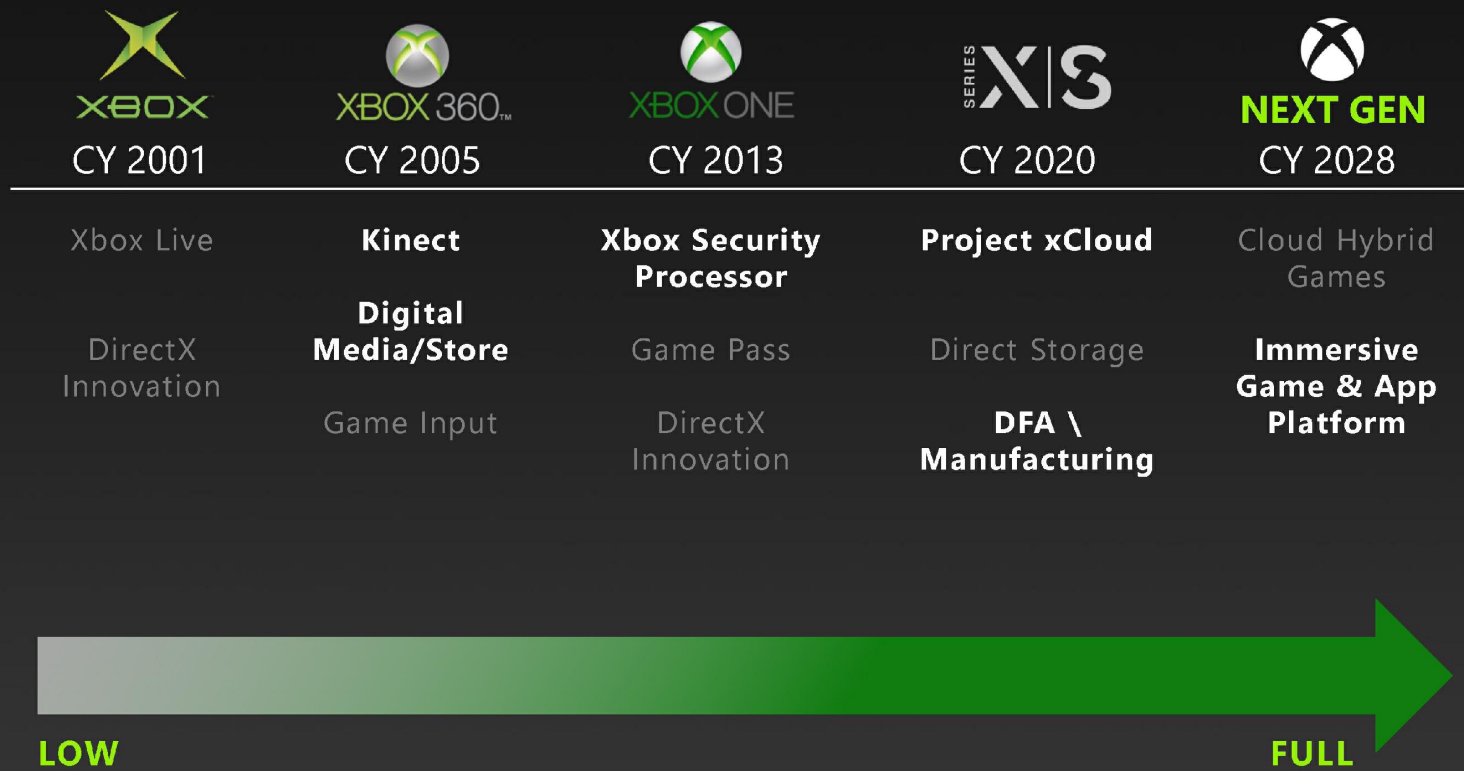 XBOX
XBOX 360™
XBOX ONE
SERIES X|S
NEXT GEN
CY 2001
CY 2005
CY 2013
CY 2020
CY 2028
Xbox Live
DirectX
Innovation
Kinect
Digital
Media/Store
Game Input
Xbox Security
Processor
Game Pass
DirectX
Innovation
Project xCloud
Direct Storage
DFA \
Manufacturing
Cloud Hybrid
Games
Immersive
Game & App
Platform
LOW
FULL